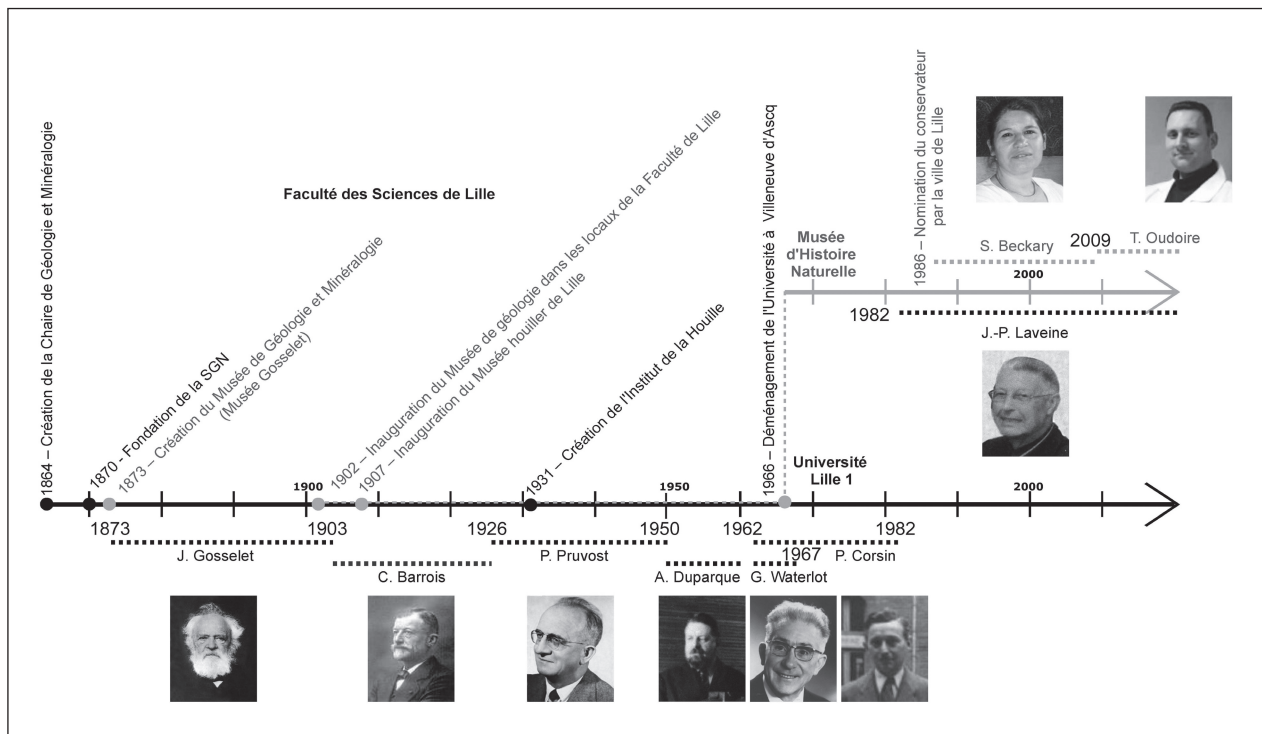 1864 – Création de la Chaire de Géologie et Minéralogie
1870 - Fondation de la SGN
1873 – Création du Musée de Géologie et Minéralogie
(Musée Gosselet)
Faculté des Sciences de Lille
1902 – Inauguration du Musée de géologie dans les locaux de la Faculté de Lille
1907 – Inauguration du Musée houiller de Lille
1931 – Création de l'Institut de la Houille
1966 – Déménagement de l'Université à Villeneuve d'Ascq
1986 – Nomination du conservateur
par la ville de Lille
Musée
d'Histoire
Naturelle
S. Beckary
2009
T. Oudoire
2000
1982
J.-P. Laveine
Université
Lille 1
1900
1950
2000
1873
1903
1926
1950
1962
1982
1967
J. Gosselet
C. Barrois
P. Pruvost
A. Duparque
G. Waterlot
P. Corsin